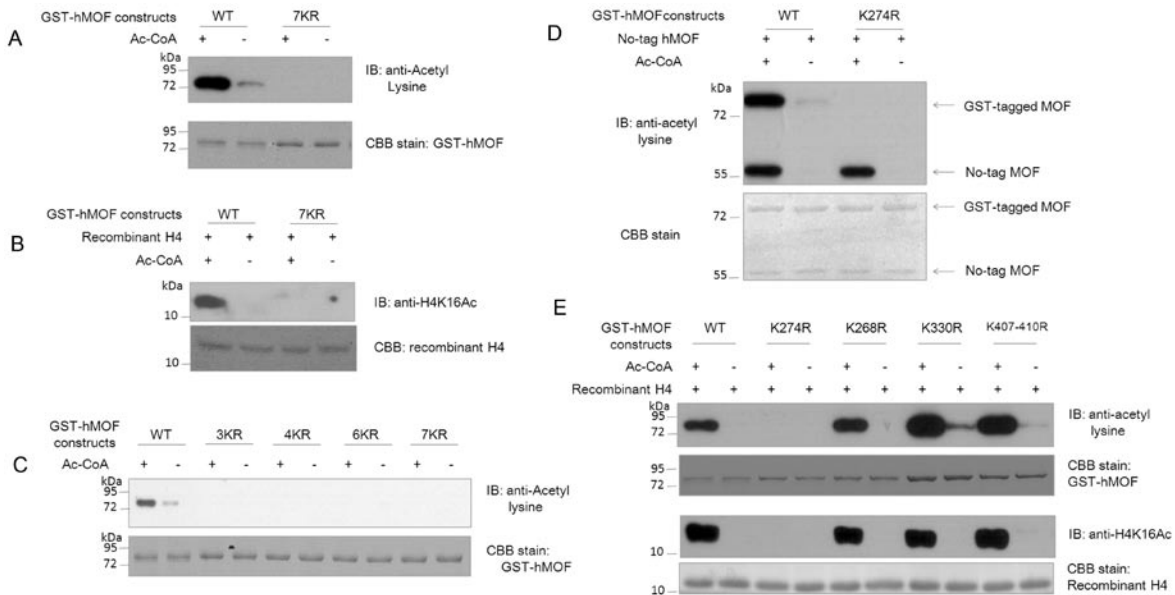 A
GST-hMOF constructs WT 7KR
Ac-CoA + - + -
kDa
95
72
IB: anti-Acetyl
Lysine
95
72
CBB stain: GST-hMOF
B
GST-hMOF constructs WT 7KR
Recombinant H4 + + + +
Ac-CoA + - + -
kDa
10
IB: anti-H4K16Ac
10
CBB: recombinant H4
C
GST-hMOF
constructs
WT 3KR 4KR 6KR 7KR
Ac-CoA + - + - + - + - + -
kDa
95
72
IB: anti-Acetyl
lysine
95
72
CBB stain:
GST-hMOF
D
GST-hMOF constructs WT K274R
No-tag hMOF + + + +
Ac-CoA + - + -
kDa
72
55
IB: anti-acetyl
lysine
GST-tagged MOF
No-tag MOF
72
55
CBB stain
GST-tagged MOF
No-tag MOF
E
GST-hMOF
constructs
WT K274R K268R K330R K407-410R
Ac-CoA + - + - + - + - + -
Recombinant H4 + + + + + + + + + +
kDa
95
72
IB: anti-acetyl
lysine
95
72
CBB stain:
GST-hMOF
10
IB: anti-H4K16Ac
10
CBB stain:
Recombinant H4